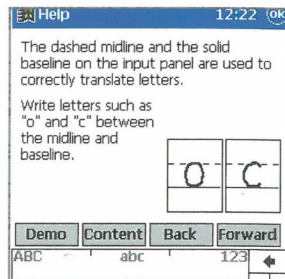 Help 12:22 ok
The dashed midline and the solid
baseline on the input panel are used to
correctly translate letters.
Write letters such as
"o" and "c" between
the midline and
baseline.
o c
Demo Content Back Forward
ABC abc 123